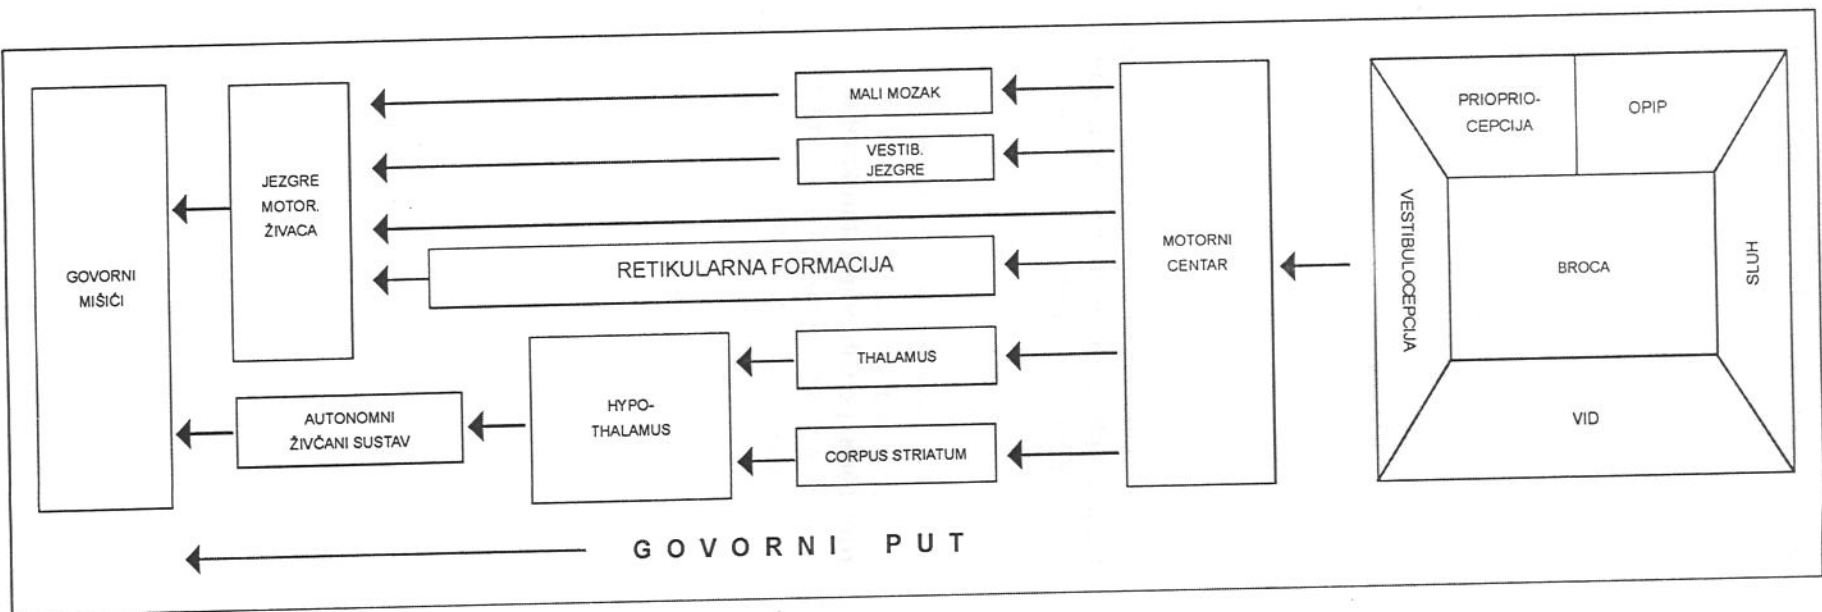 MALI MOZAK
PRIOPRIO-
CEPCIJA
OPIP
VESTIB.
JEZGRE
JEZGRE
MOTOR.
ŽIVACA
VESTIBULOCEPCIJA
SLUH
GOVORNI
MIŠIĆI
RETIKULARNA FORMACIJA
MOTORNI
CENTAR
BROCA
THALAMUS
HYPO-
THALAMUS
AUTONOMNI
ŽIVČANI SUSTAV
CORPUS STRIATUM
VID
GOVORNI PUT